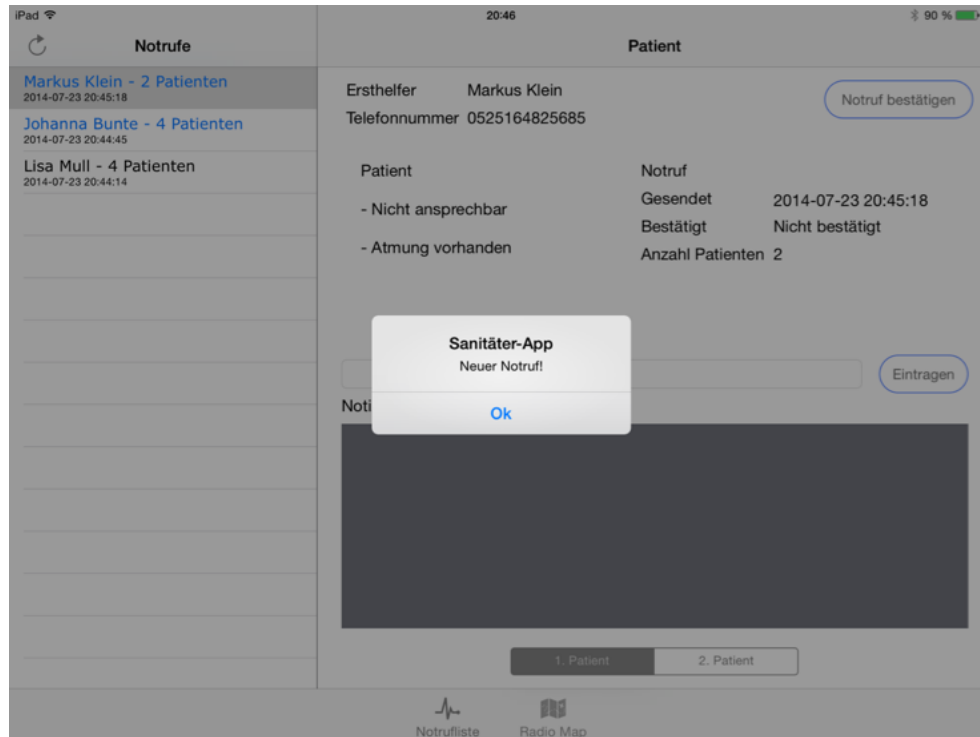 iPad 20:46 90 %
Notrufe
Patient
Markus Klein - 2 Patienten
2014-07-23 20:45:18
Johanna Bunte - 4 Patienten
2014-07-23 20:44:45
Lisa Mull - 4 Patienten
2014-07-23 20:44:14
Ersthelfer Markus Klein
Telefonnummer 0525164825685
Notruf bestätigen
Patient
- Nicht ansprechbar
- Atmung vorhanden
Notruf
Gesendet 2014-07-23 20:45:18
Bestätigt Nicht bestätigt
Anzahl Patienten 2
Sanitäter-App
Neuer Notruf!
Ok
Eintragen
Noti
1. Patient 2. Patient
Notrufliste Radio Map